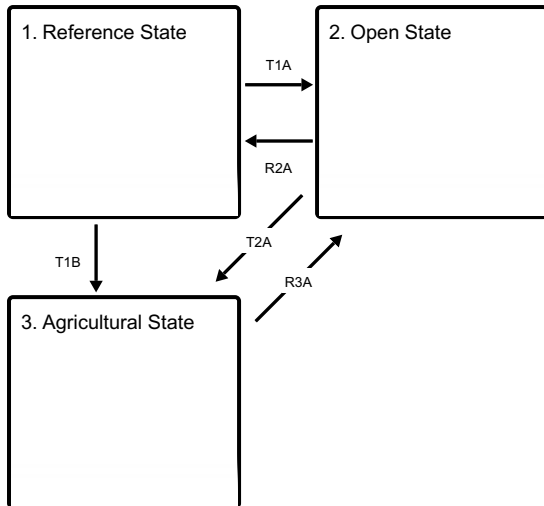 1. Reference State
2. Open State
T1A
R2A
T2A
T1B
R3A
3. Agricultural State